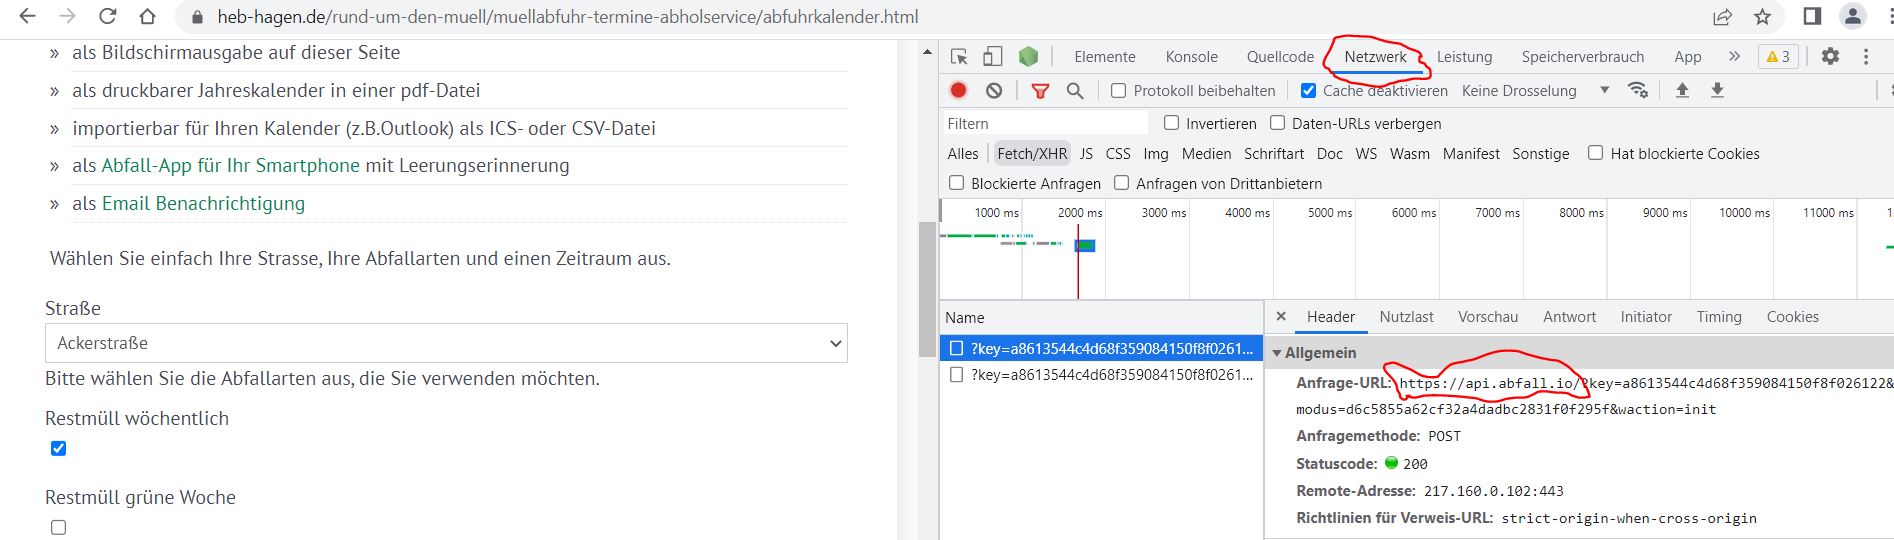 heb-hagen.de/rund-um-den-muell/muellabfuhr-termine-abholservice/abfuhrkalender.html
» als Bildschirmausgabe auf dieser Seite
» als druckbarer Jahreskalender in einer pdf-Datei
» importierbar für Ihren Kalender (z.B.Outlook) als ICS- oder CSV-Datei
» als Abfall-App für Ihr Smartphone mit Leerungserinnerung
» als Email Benachrichtigung
Wählen Sie einfach Ihre Strasse, Ihre Abfallarten und einen Zeitraum aus.
Straße
Ackerstraße
Bitte wählen Sie die Abfallarten aus, die Sie verwenden möchten.
Restmüll wöchentlich
Restmüll grüne Woche
Elemente Konsole Quellcode Netzwerk Leistung Speicherverbrauch App » 3
Protokoll beibehalten Cache deaktivieren Keine Drosselung
Filtern Invertieren Daten-URLs verbergen
Alles Fetch/XHR JS CSS Img Medien Schriftart Doc WS Wasm Manifest Sonstige Hat blockierte Cookies
Blockierte Anfragen Anfragen von Drittanbietern
1000 ms 2000 ms 3000 ms 4000 ms 5000 ms 6000 ms 7000 ms 8000 ms 9000 ms 10000 ms 11000 ms
Name
?key=a8613544c4d68f359084150f8f0261...
?key=a8613544c4d68f359084150f8f0261...
Header Nutzlast Vorschau Antwort Initiator Timing Cookies
Allgemein
Anfrage-URL: https://api.abfall.io/?key=a8613544c4d68f359084150f8f026122&
modus=d6c5855a62cf32a4dadbc2831f0f295f&waction=init
Anfragemethode: POST
Statuscode: 200
Remote-Adresse: 217.160.0.102:443
Richtlinien für Verweis-URL: strict-origin-when-cross-origin